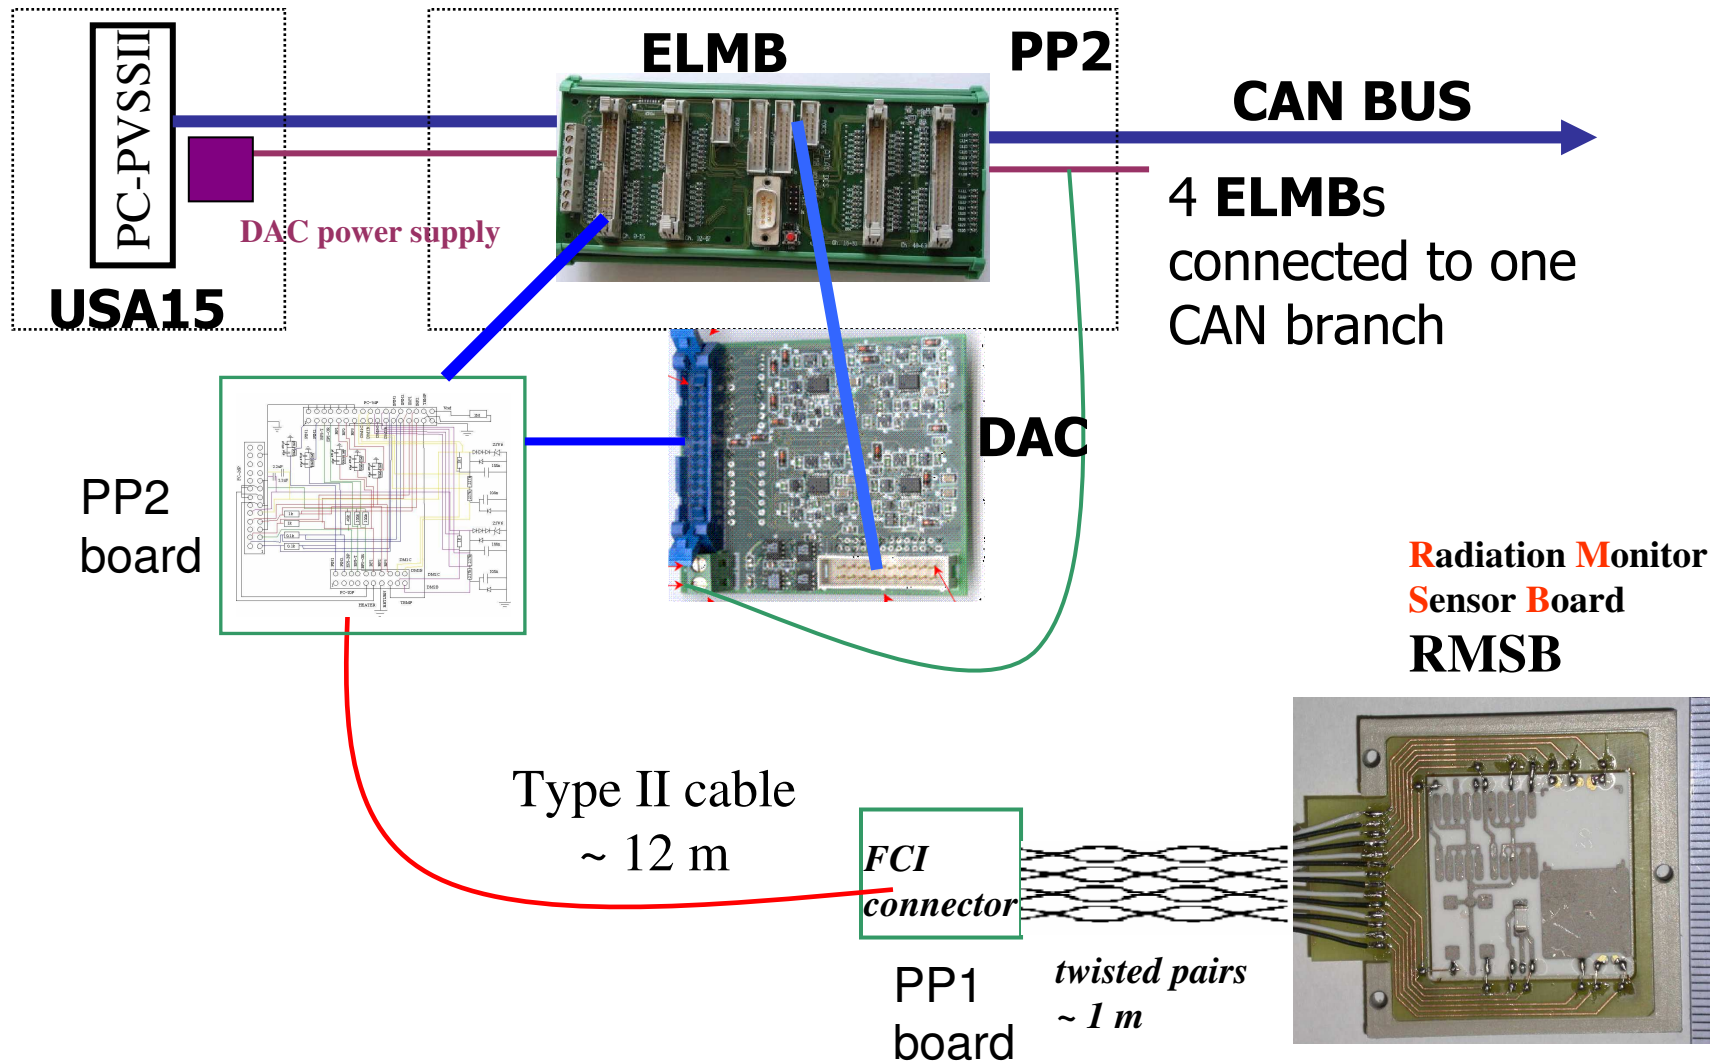 ELMB
PP2
PC-PVSSII
CAN BUS
DAC power supply
USA15
4 ELMBs
connected to one
CAN branch
DAC
PP2
board
Radiation Monitor
Sensor Board
RMSB
Type II cable
~ 12 m
FCI
connector
twisted pairs
~ 1 m
PP1
board
HEATER